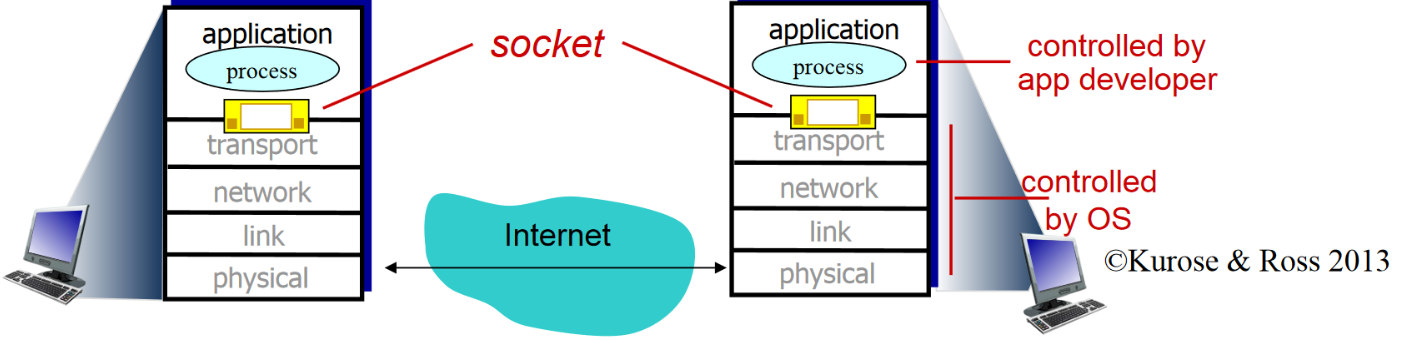 application
process
transport
network
link
physical
socket
Internet
application
process
transport
network
link
physical
controlled by
app developer
controlled
by OS
©Kurose & Ross 2013